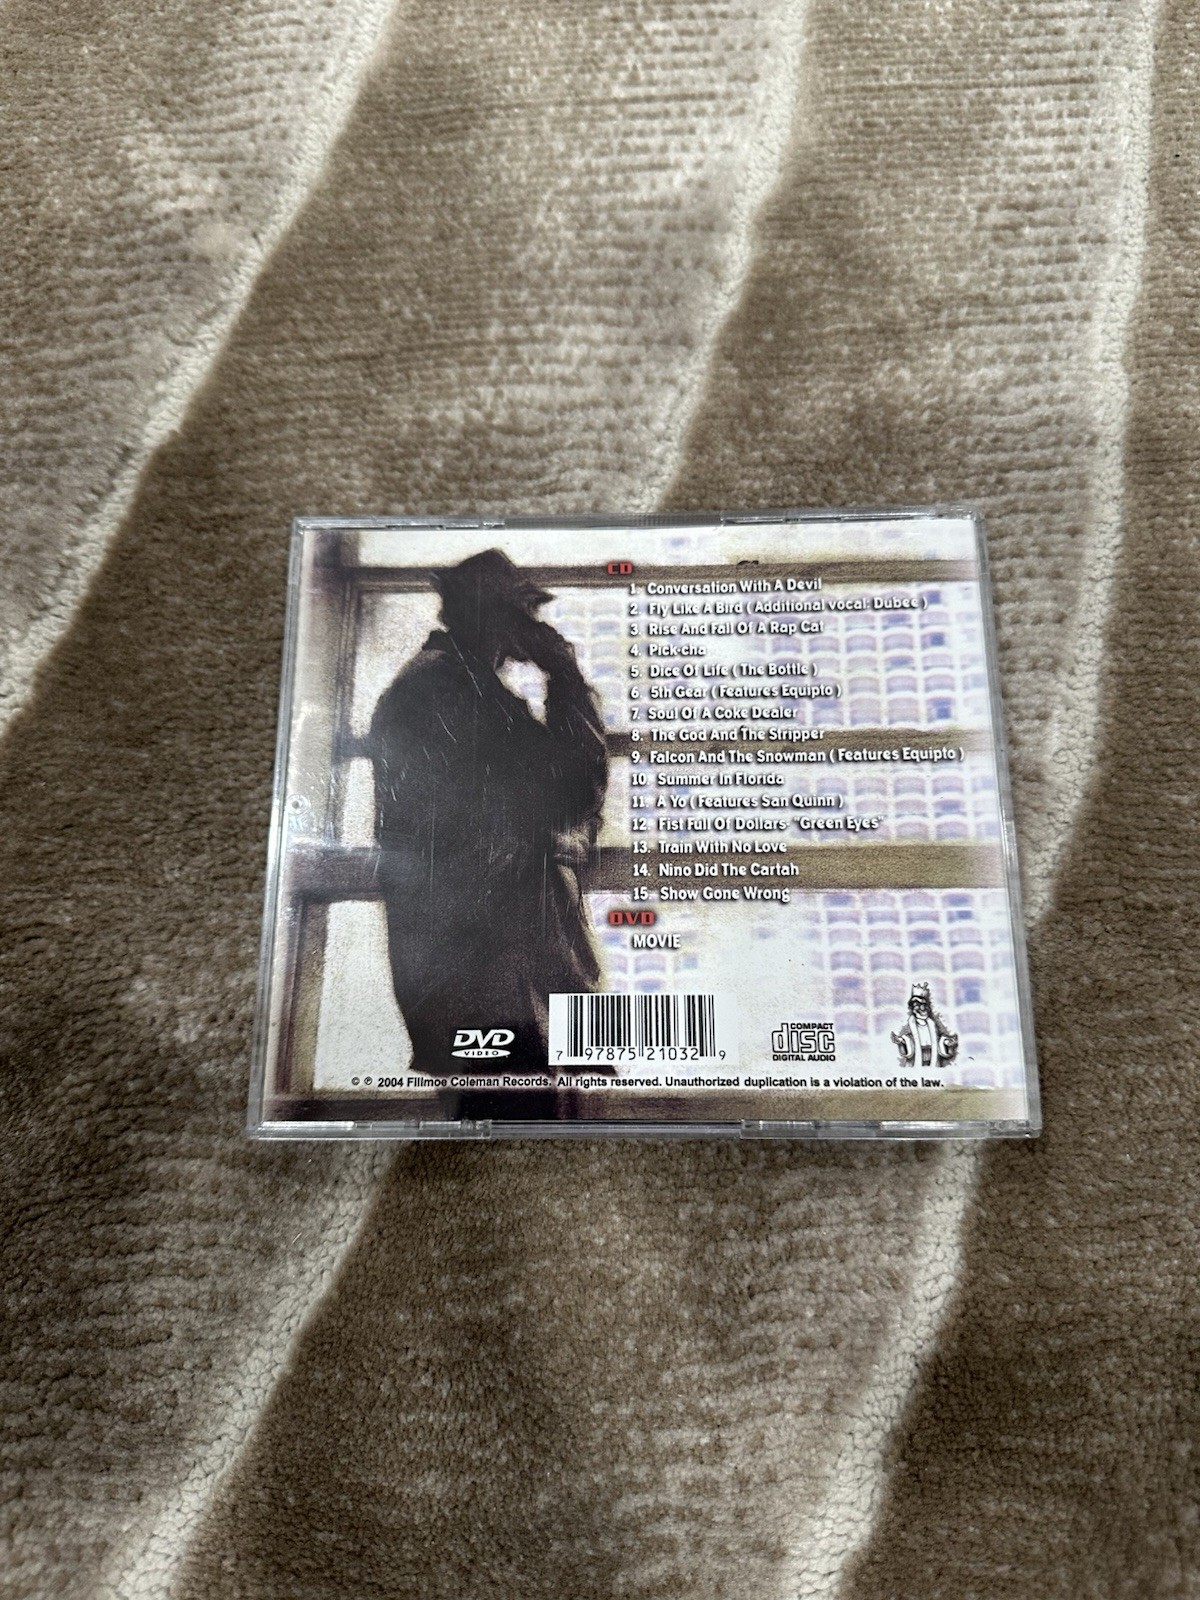 CD
1. Conversation With A Devil
2. Fly Like A Bird ( Additional vocal: Dubee )
3. Rise And Fall Of A Rap Cat
4. Pick-cha
5. Dice Of Life ( The Bottle )
6. 5th Gear ( Features Equipto )
7. Soul Of A Coke Dealer
8. The God And The Stripper
9. Falcon And The Snowman ( Features Equipto )
10. Summer In Florida
11. A Yo ( Features San Quinn )
12. Fist Full Of Dollars- "Green Eyes"
13. Train With No Love
14. Nino Did The Cartah
15. Show Gone Wrong
DVD
MOVIE
DVD
VIDEO
7 97875 21032 9
COMPACT
disc
DIGITAL AUDIO
© ℗ 2004 Fillmoe Coleman Records. All rights reserved. Unauthorized duplication is a violation of the law.